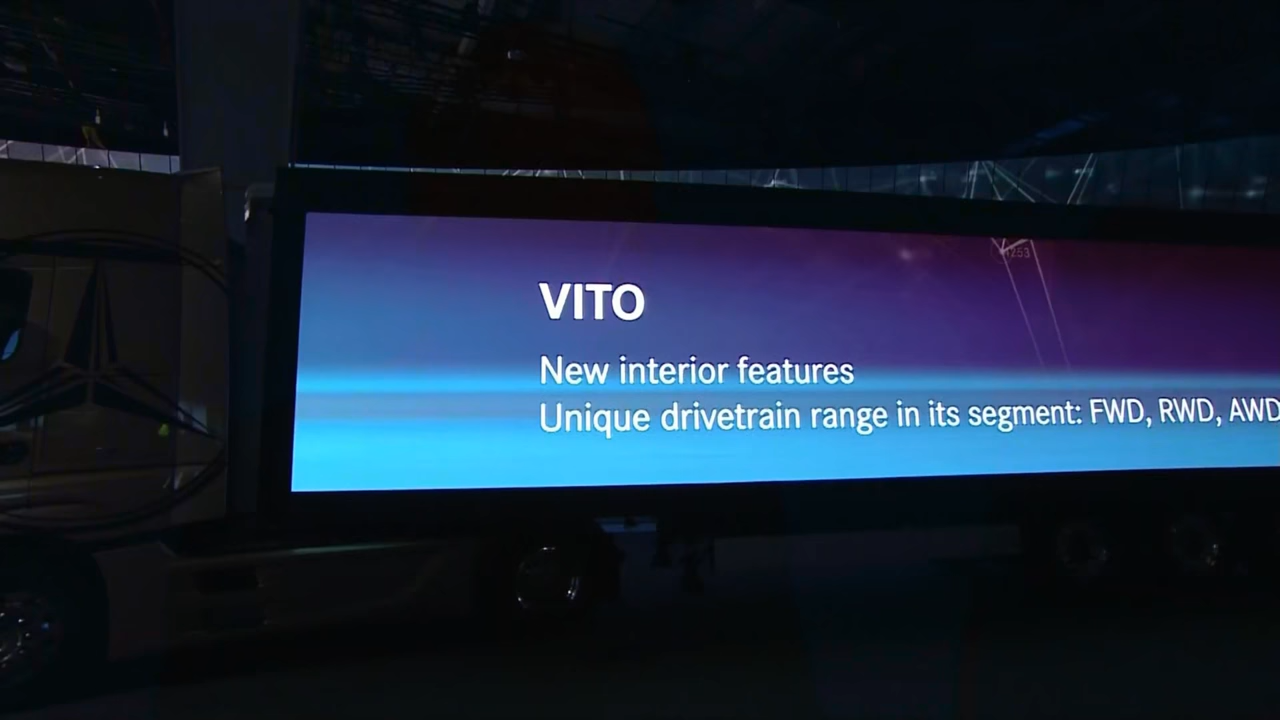 VITO
New interior features
Unique drivetrain range in its segment: FWD, RWD, AWD